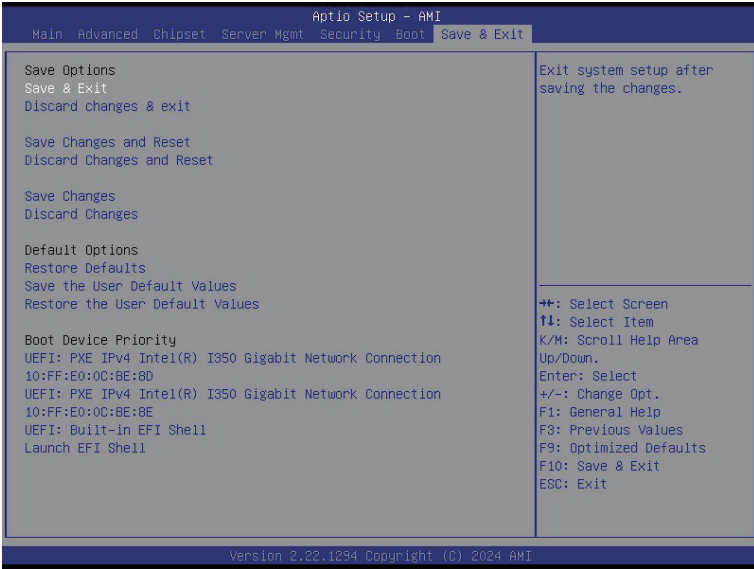 Aptio Setup – AMI
Main Advanced Chipset Server Mgmt Security Boot Save & Exit
Save Options
Save & Exit
Discard changes & exit
Save Changes and Reset
Discard Changes and Reset
Save Changes
Discard Changes
Default Options
Restore Defaults
Save the User Default Values
Restore the User Default Values
Boot Device Priority
UEFI: PXE IPv4 Intel(R) I350 Gigabit Network Connection
10:FF:E0:0C:BE:8D
UEFI: PXE IPv4 Intel(R) I350 Gigabit Network Connection
10:FF:E0:0C:BE:8E
UEFI: Built-in EFI Shell
Launch EFI Shell
Exit system setup after
saving the changes.
→←: Select Screen
↑↓: Select Item
K/M: Scroll Help Area
Up/Down.
Enter: Select
+/-: Change Opt.
F1: General Help
F3: Previous Values
F9: Optimized Defaults
F10: Save & Exit
ESC: Exit
Version 2.22.1294 Copyright (C) 2024 AMI